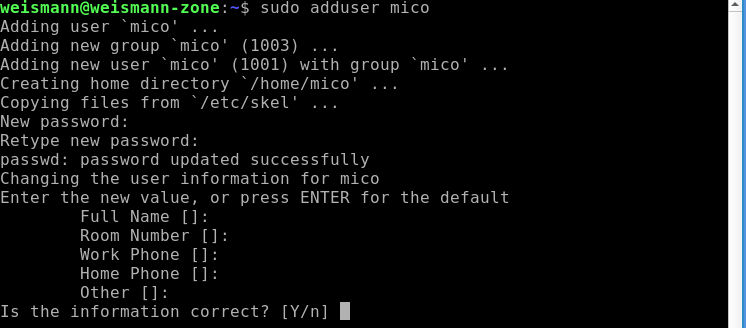 weismann@weismann-zone:~$ sudo adduser mico
Adding user `mico' ...
Adding new group `mico' (1003) ...
Adding new user `mico' (1001) with group `mico' ...
Creating home directory `/home/mico' ...
Copying files from `/etc/skel' ...
New password:
Retype new password:
passwd: password updated successfully
Changing the user information for mico
Enter the new value, or press ENTER for the default
        Full Name []:
        Room Number []:
        Work Phone []:
        Home Phone []:
        Other []:
Is the information correct? [Y/n]